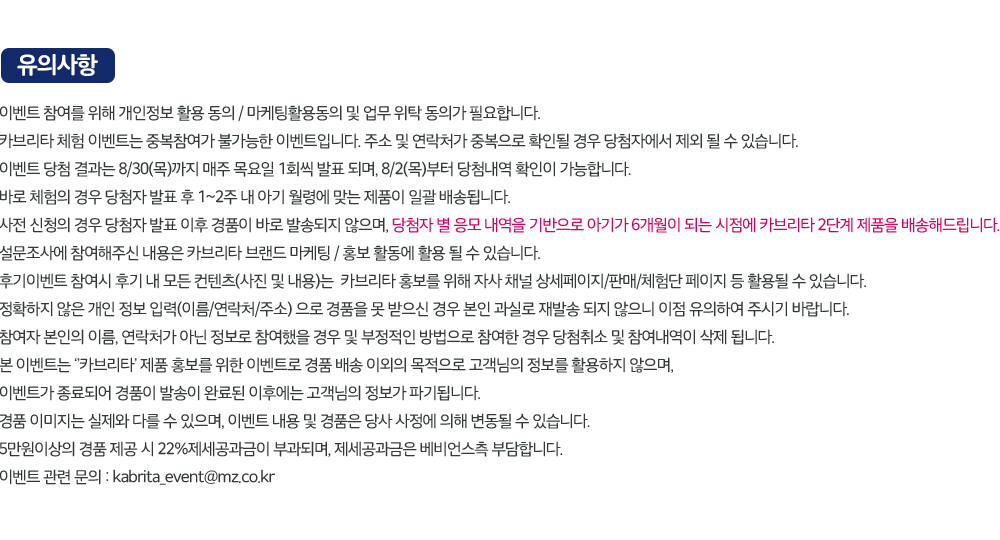 유의사항
이벤트 참여를 위해 개인정보 활용 동의 / 마케팅활용동의 및 업무 위탁 동의가 필요합니다.
카브리타 체험 이벤트는 중복참여가 불가능한 이벤트입니다. 주소 및 연락처가 중복으로 확인될 경우 당첨자에서 제외 될 수 있습니다.
이벤트 당첨 결과는 8/30(목)까지 매주 목요일 1회씩 발표 되며, 8/2(목)부터 당첨내역 확인이 가능합니다.
바로 체험의 경우 당첨자 발표 후 1~2주 내 아기 월령에 맞는 제품이 일괄 배송됩니다.
사전 신청의 경우 당첨자 발표 이후 경품이 바로 발송되지 않으며, 당첨자 별 응모 내역을 기반으로 아기가 6개월이 되는 시점에 카브리타 2단계 제품을 배송해드립니다.
설문조사에 참여해주신 내용은 카브리타 브랜드 마케팅 / 홍보 활동에 활용 될 수 있습니다.
후기이벤트 참여시 후기 내 모든 컨텐츠(사진 및 내용)는 카브리타 홍보를 위해 자사 채널 상세페이지/판매/체험단 페이지 등 활용될 수 있습니다.
정확하지 않은 개인 정보 입력(이름/연락처/주소) 으로 경품을 못 받으신 경우 본인 과실로 재발송 되지 않으니 이점 유의하여 주시기 바랍니다.
참여자 본인의 이름, 연락처가 아닌 정보로 참여했을 경우 및 부정적인 방법으로 참여한 경우 당첨취소 및 참여내역이 삭제 됩니다.
본 이벤트는 “카브리타’ 제품 홍보를 위한 이벤트로 경품 배송 이외의 목적으로 고객님의 정보를 활용하지 않으며,
이벤트가 종료되어 경품이 발송이 완료된 이후에는 고객님의 정보가 파기됩니다.
경품 이미지는 실제와 다를 수 있으며, 이벤트 내용 및 경품은 당사 사정에 의해 변동될 수 있습니다.
5만원이상의 경품 제공 시 22%제세공과금이 부과되며, 제세공과금은 베비언스측 부담합니다.
이벤트 관련 문의 : kabrita_event@mz.co.kr